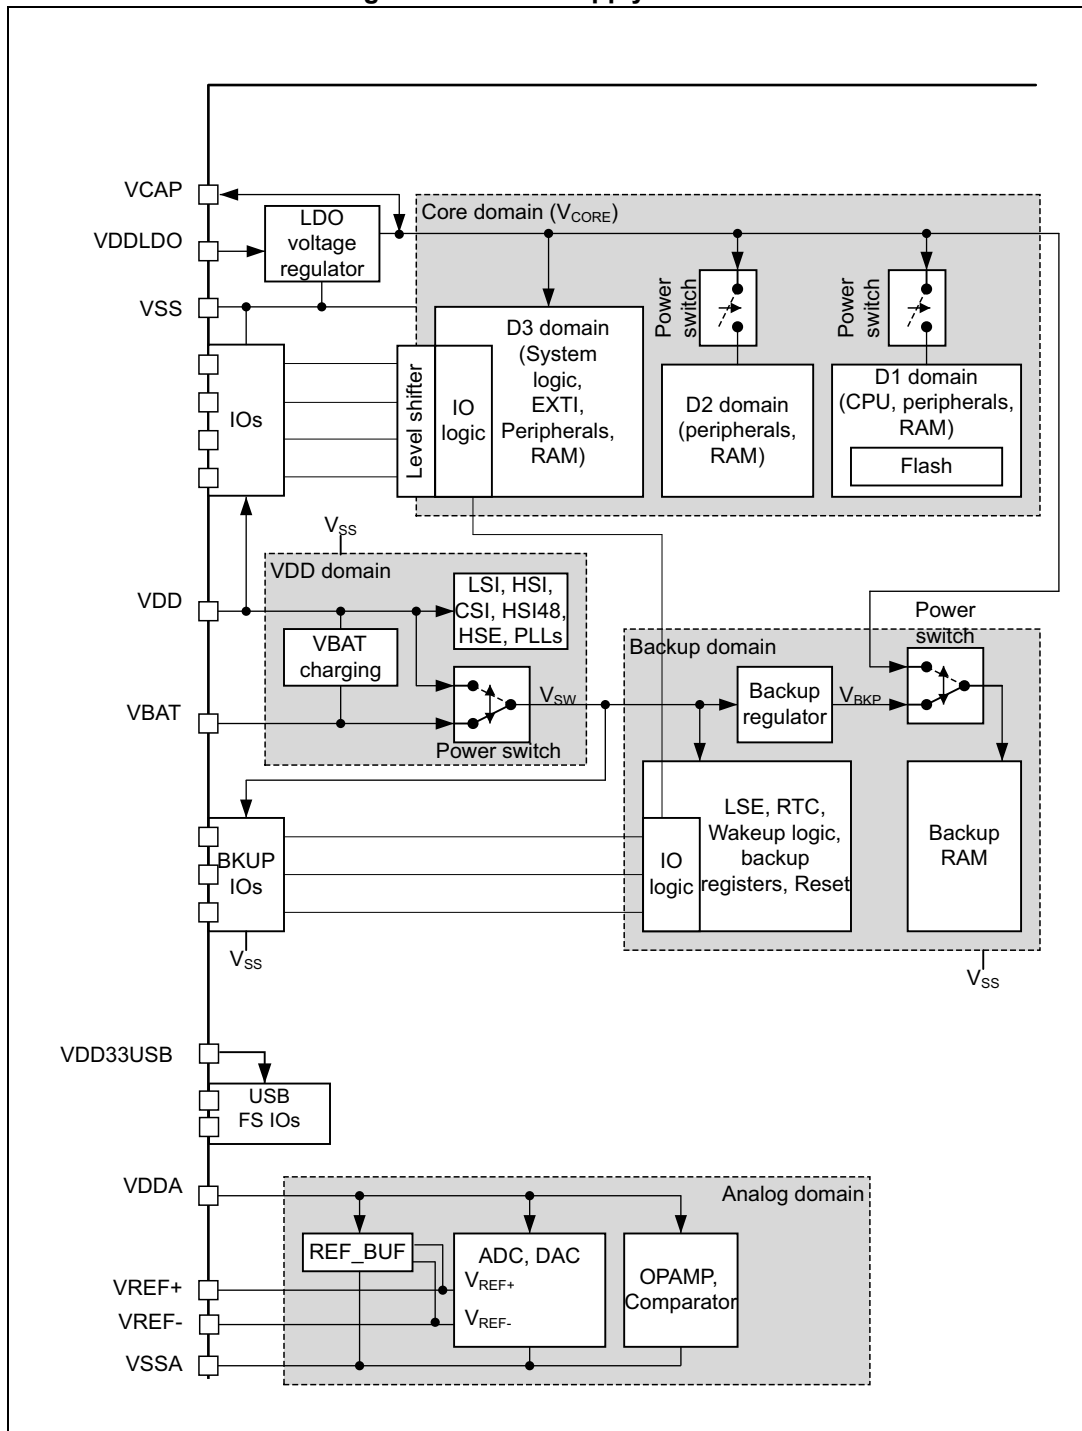 VCAP
VDDLDO
VSS
LDO
voltage
regulator
Core domain (VCORE)
Power
switch
Power
switch
D3 domain
(System
logic,
EXTI,
Peripherals,
RAM)
D2 domain
(peripherals,
RAM)
D1 domain
(CPU, peripherals,
RAM)
Flash
IOs
Level shifter
IO
logic
VSS
VDD domain
VDD
LSI, HSI,
CSI, HSI48,
HSE, PLLs
VBAT
charging
VBAT
VSW
Power switch
Backup domain
Power
switch
Backup
regulator
VBKP
LSE, RTC,
Wakeup logic,
backup
registers, Reset
IO
logic
Backup
RAM
BKUP
IOs
VSS
VSS
VDD33USB
USB
FS IOs
VDDA
Analog domain
REF_BUF
ADC, DAC
VREF+
VREF-
OPAMP,
Comparator
VREF+
VREF-
VSSA